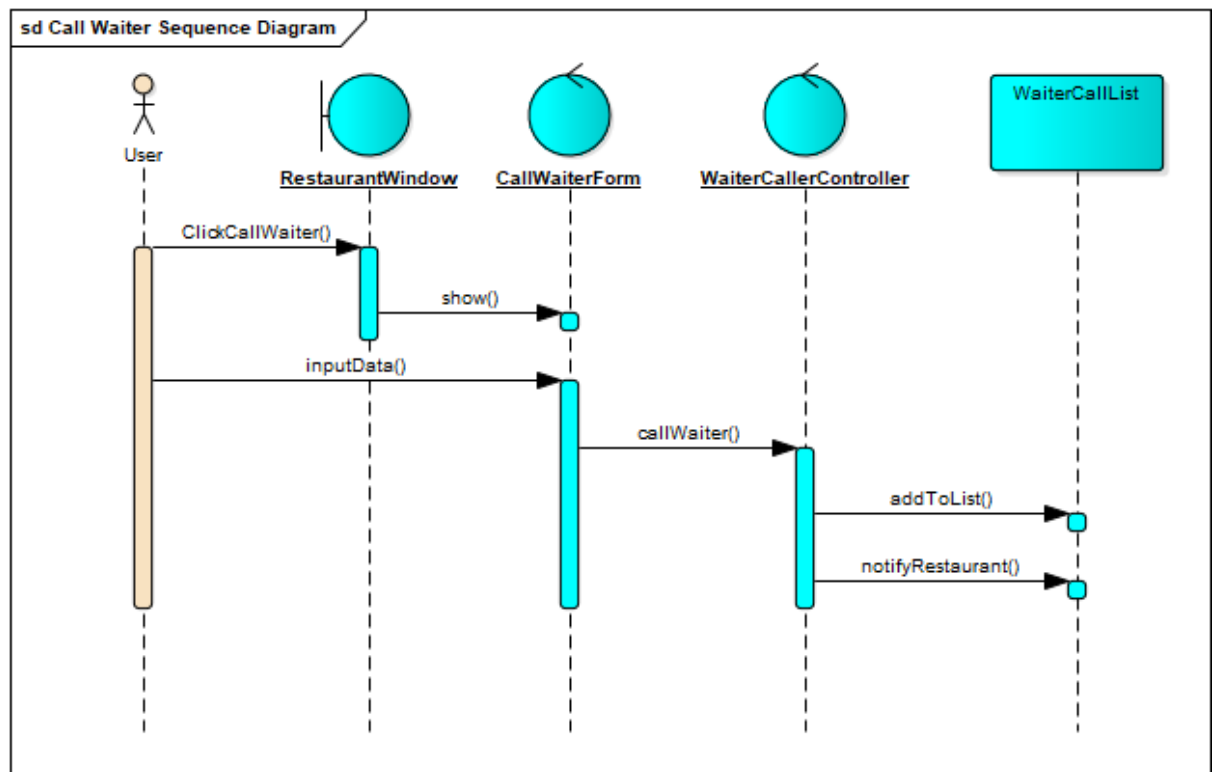 sd Call Waiter Sequence Diagram
WaiterCallList
User
RestaurantWindow
CallWaiterForm
WaiterCallerController
ClickCallWaiter()
show()
inputData()
callWaiter()
addToList()
notifyRestaurant()